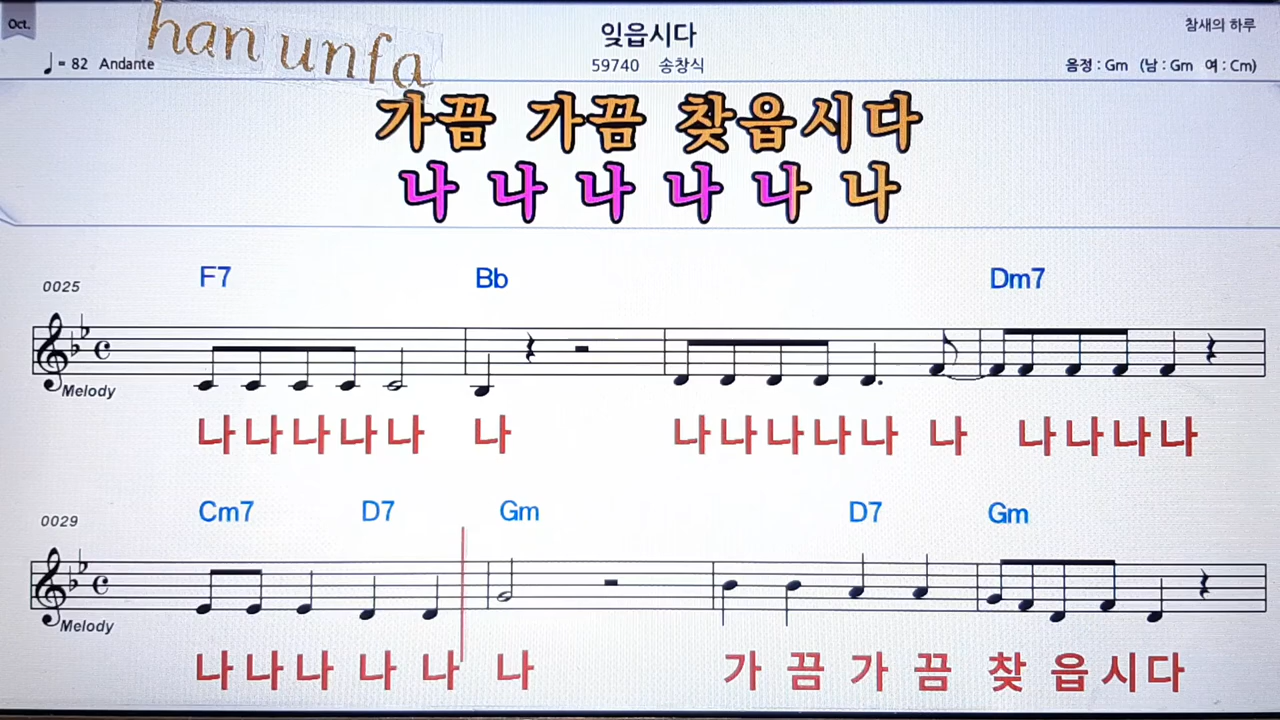 Oct.
han unfa
잊읍시다
참새의 하루
♩= 82 Andante
59740 송창식
음정 : Gm (남 : Gm 여 : Cm)
가끔 가끔 찾읍시다
나 나 나 나 나 나
F7 Bb Dm7
0025
Melody
나 나 나 나 나 나 나 나 나 나 나 나 나 나 나 나
Cm7 D7 Gm D7 Gm
0029
Melody
나 나 나 나 나 나 가 끔 가 끔 찾 읍 시 다